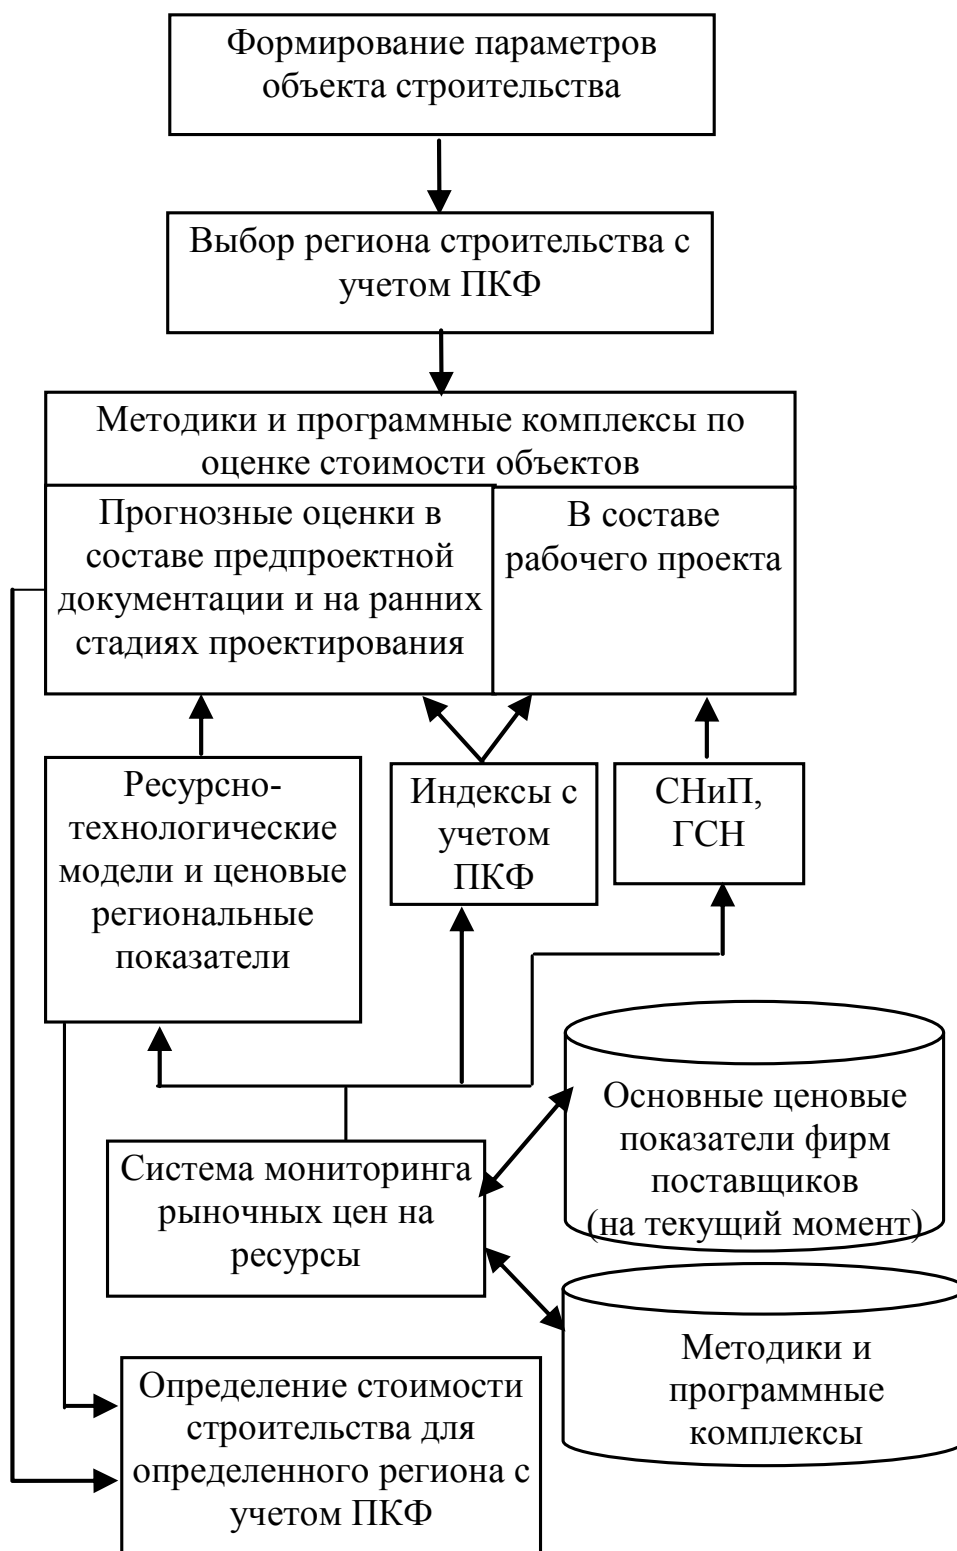 Формирование параметров
объекта строительства
Выбор региона строительства с
учетом ПКФ
Методики и программные комплексы по
оценке стоимости объектов
Прогнозные оценки в
составе предпроектной
документации и на ранних
стадиях проектирования
В составе
рабочего проекта
Ресурсно-
технологические
модели и ценовые
региональные
показатели
Индексы с
учетом
ПКФ
СНиП,
ГСН
Основные ценовые
показатели фирм
поставщиков
(на текущий момент)
Система мониторинга
рыночных цен на
ресурсы
Методики и
программные
комплексы
Определение стоимости
строительства для
определенного региона с
учетом ПКФ